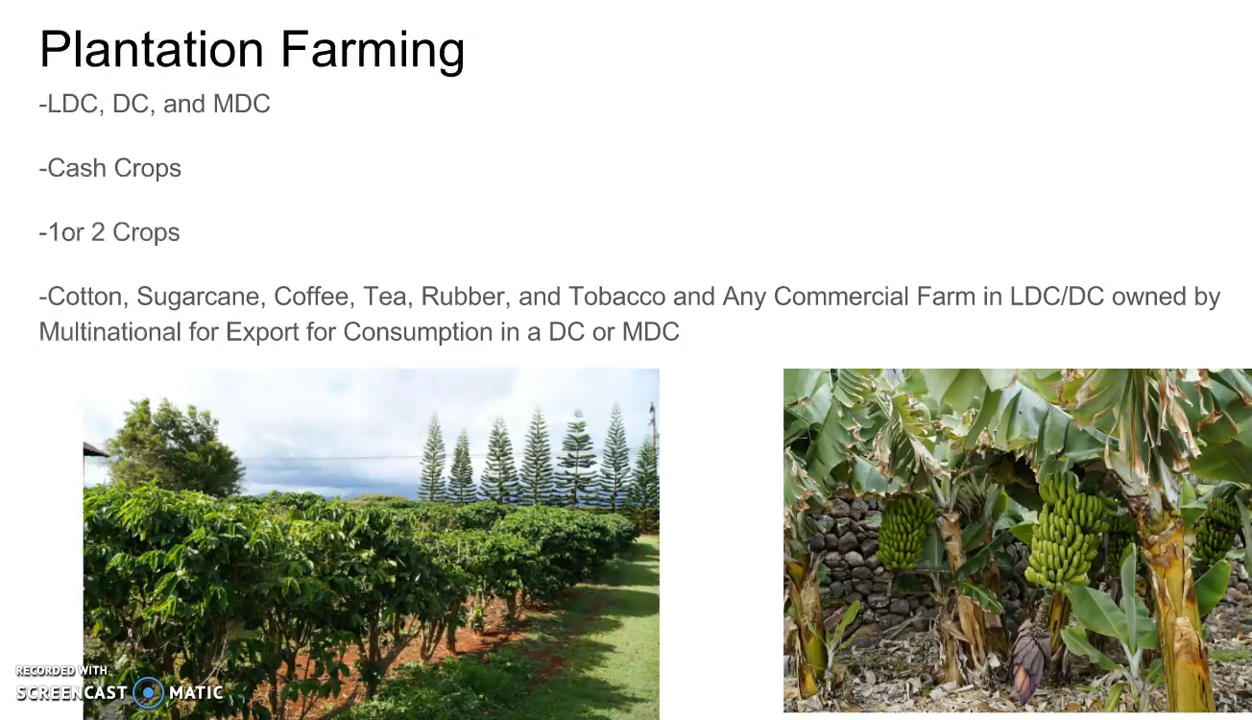 Plantation Farming
-LDC, DC, and MDC
-Cash Crops
-1or 2 Crops
-Cotton, Sugarcane, Coffee, Tea, Rubber, and Tobacco and Any Commercial Farm in LDC/DC owned by
Multinational for Export for Consumption in a DC or MDC
RECORDED WITH
SCREENCAST MATIC